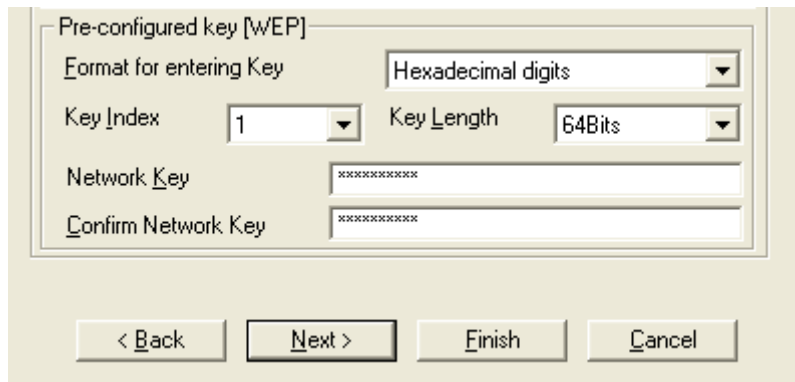 Pre-configured key [WEP]
Format for entering Key Hexadecimal digits
Key Index 1 Key Length 64Bits
Network Key **********
Confirm Network Key **********
< Back Next > Finish Cancel